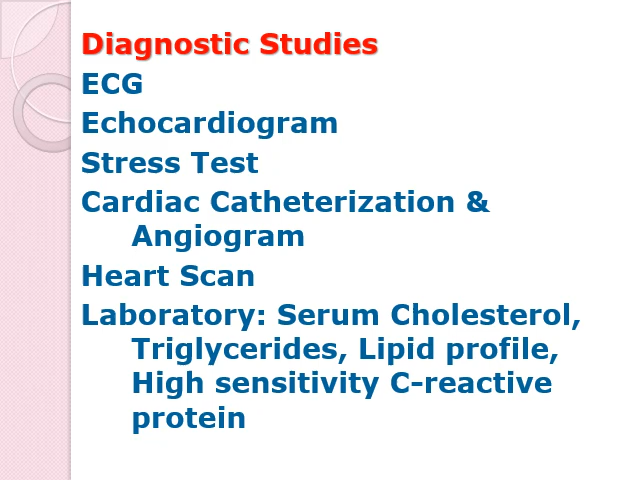 Diagnostic Studies
ECG
Echocardiogram
Stress Test
Cardiac Catheterization &
Angiogram
Heart Scan
Laboratory: Serum Cholesterol,
Triglycerides, Lipid profile,
High sensitivity C-reactive
protein